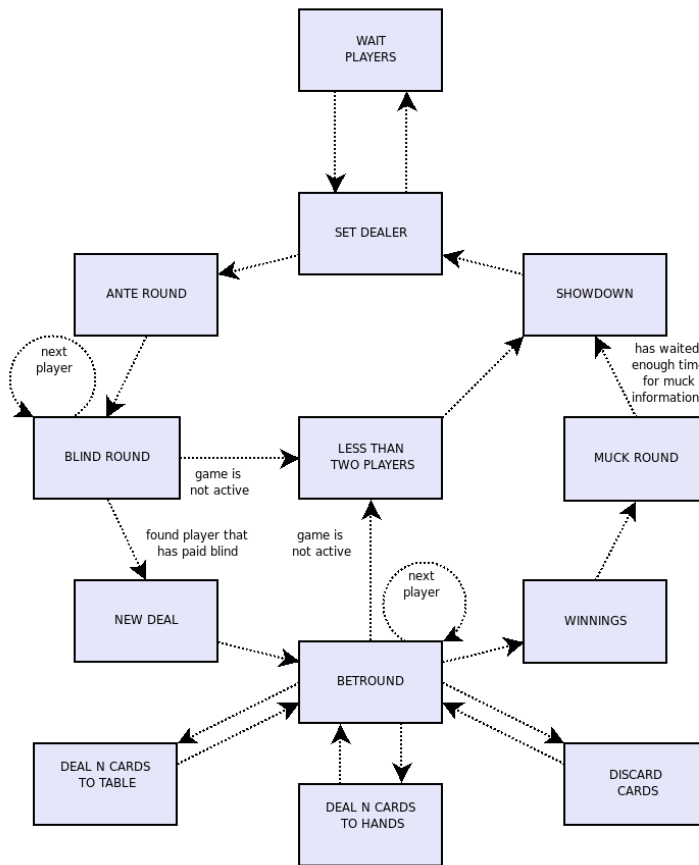 WAIT
PLAYERS
SET DEALER
ANTE ROUND
SHOWDOWN
next
player
has waited
enough time
for muck
information
BLIND ROUND
LESS THAN
TWO PLAYERS
MUCK ROUND
game is
not active
found player that
has paid blind
game is
not active
next
player
NEW DEAL
WINNINGS
BETROUND
DEAL N CARDS
TO TABLE
DEAL N CARDS
TO HANDS
DISCARD
CARDS